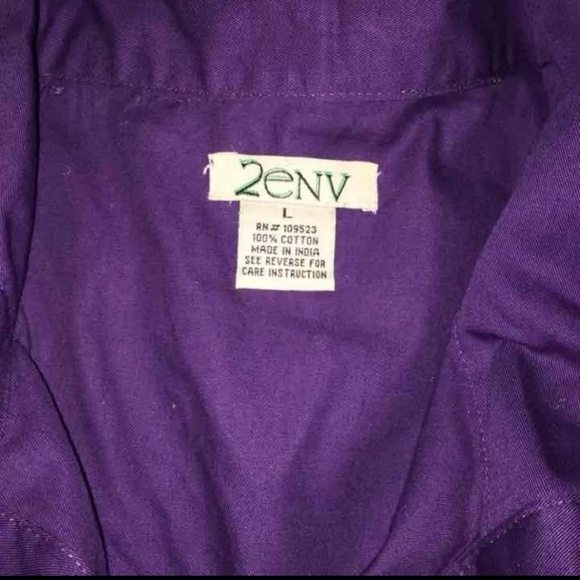 2eNV
L
RN# 109523
100% COTTON
MADE IN INDIA
SEE REVERSE FOR
CARE INSTRUCTION